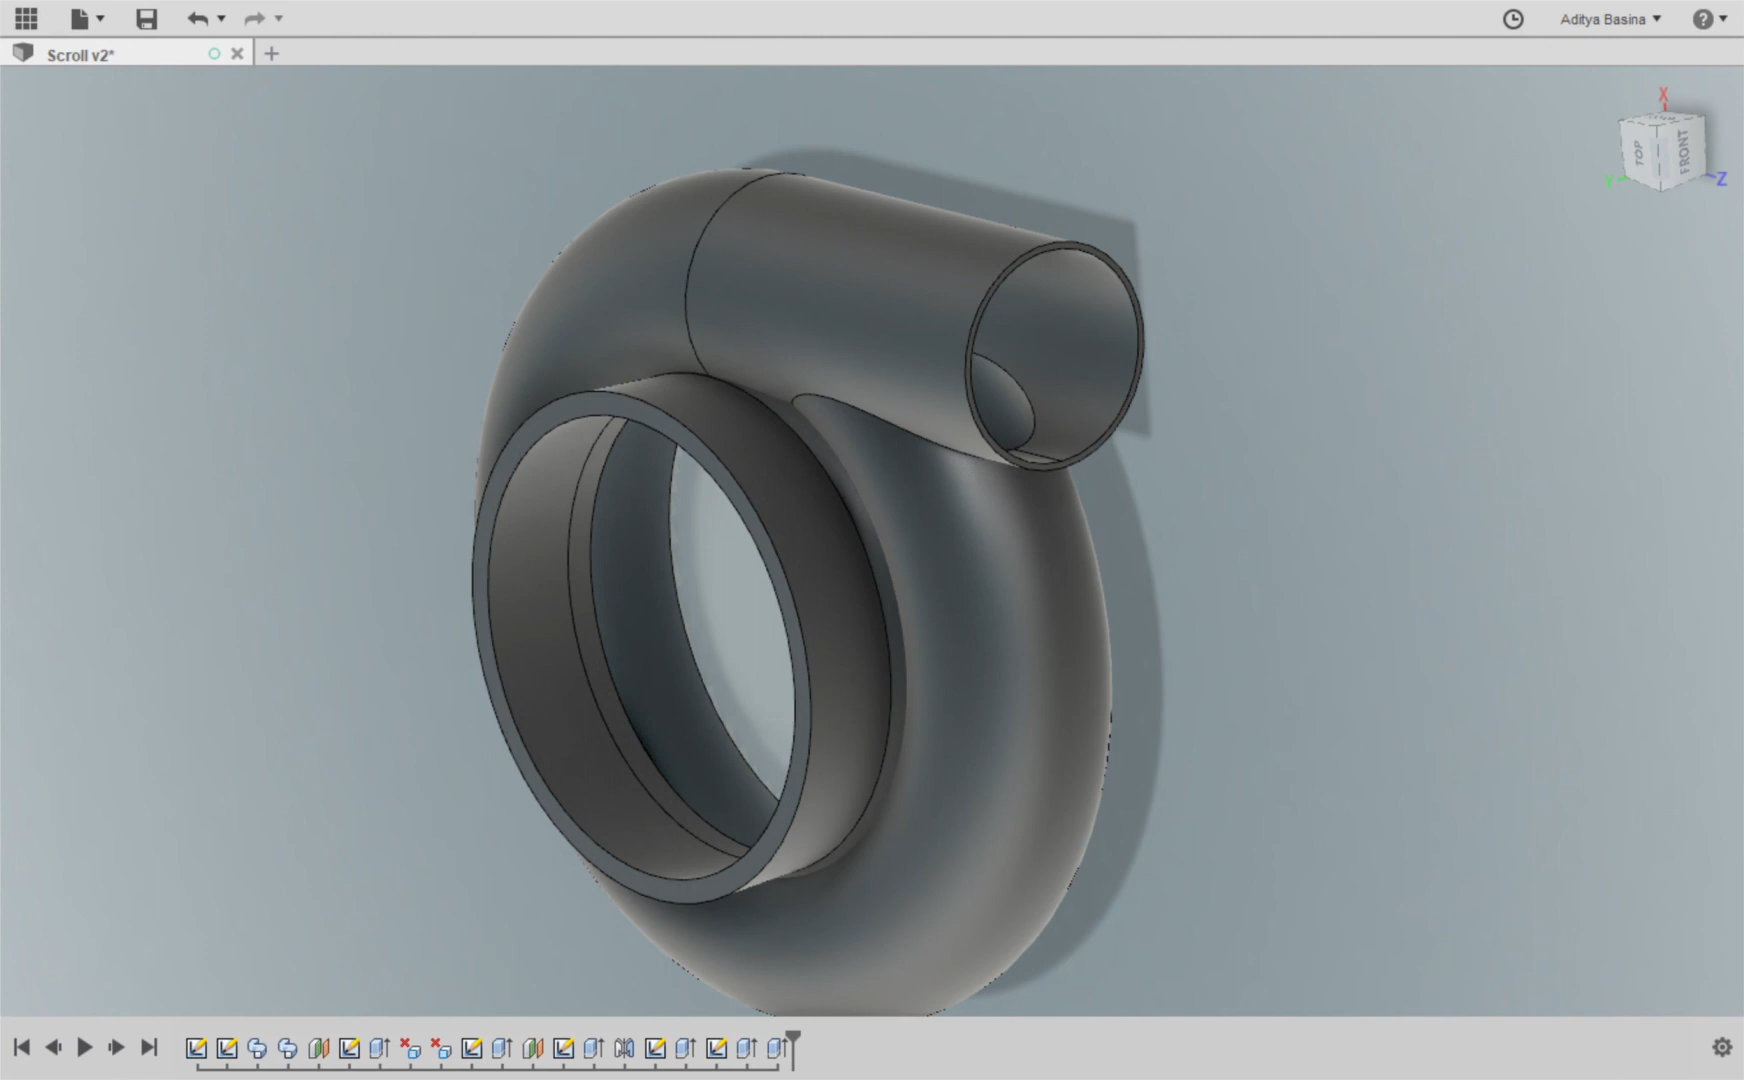 Aditya Basina
Scroll v2*
X
TOP
FRONT
Y
Z